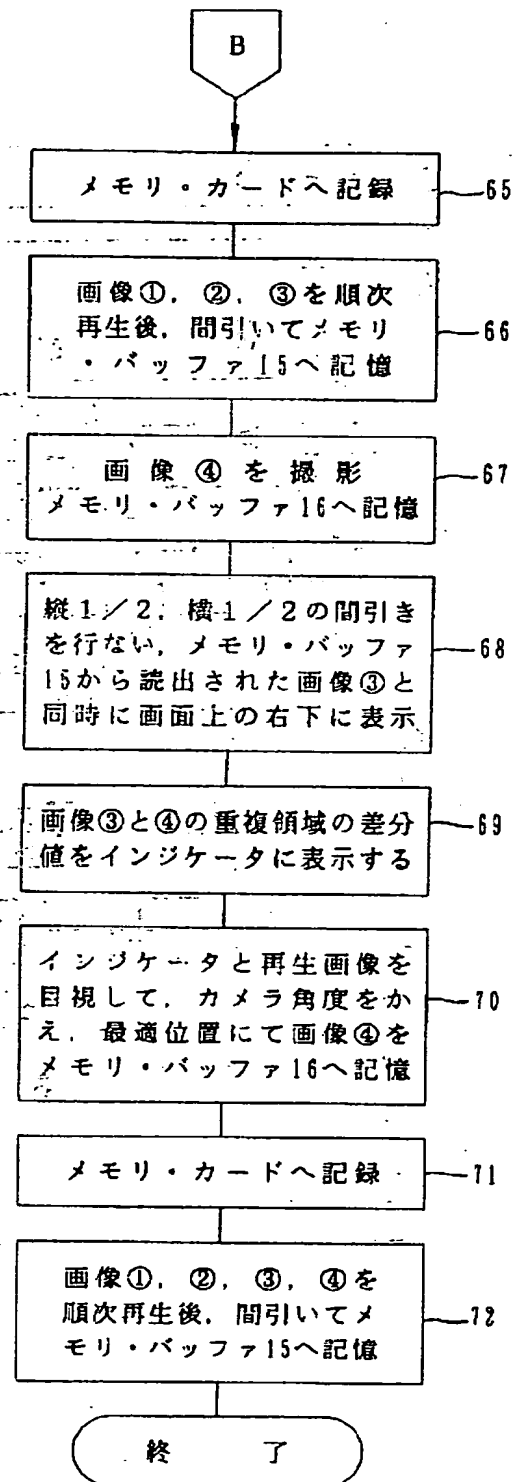 B
メモリ・カードへ記録
65
画像①,②,③を順次
再生後,間引いてメモリ
・バッファ15へ記憶
66
画像④を撮影
メモリ・バッファ16へ記憶
67
縦1/2,横1/2の間引き
を行ない,メモリ・バッファ
15から読出された画像③と
同時に画面上の右下に表示
68
画像③と④の重複領域の差分
値をインジケータに表示する
69
インジケータと再生画像を
目視して,カメラ角度をか
え,最適位置にて画像④を
メモリ・バッファ16へ記憶
70
メモリ・カードへ記録
71
画像①,②,③,④を
順次再生後,間引いてメ
モリ・バッファ15へ記憶
72
終了